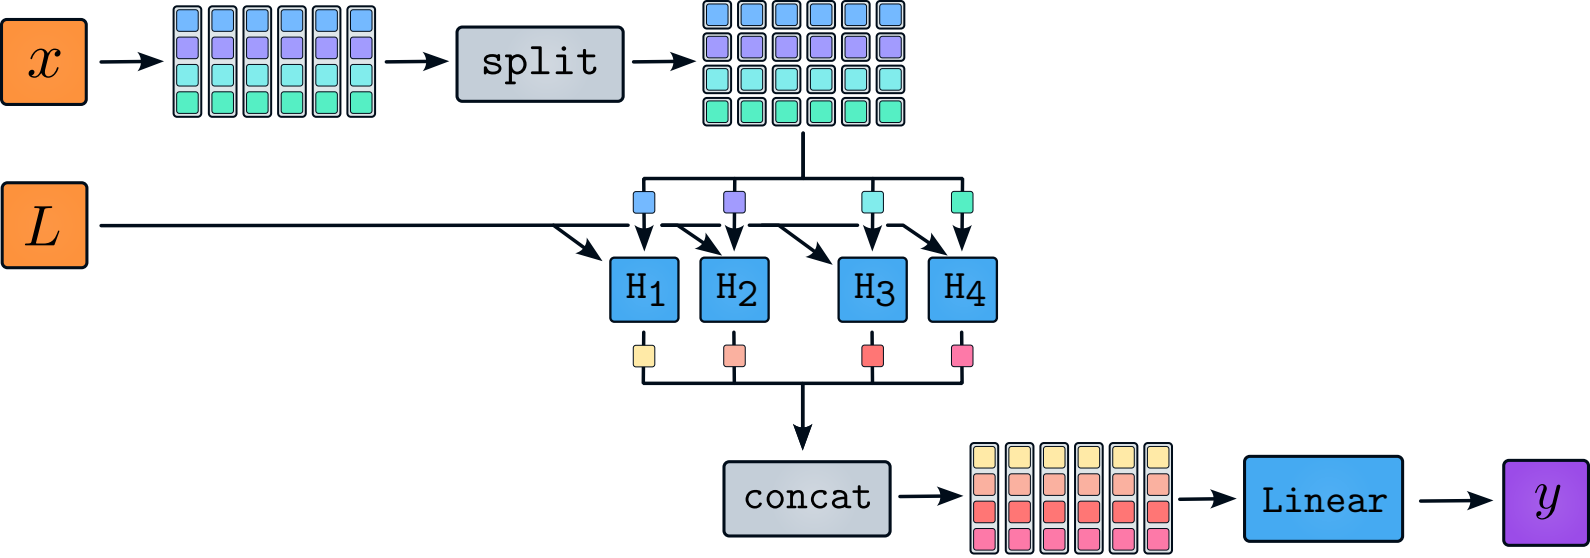 x
split
L
H1
H2
H3
H4
concat
Linear
y